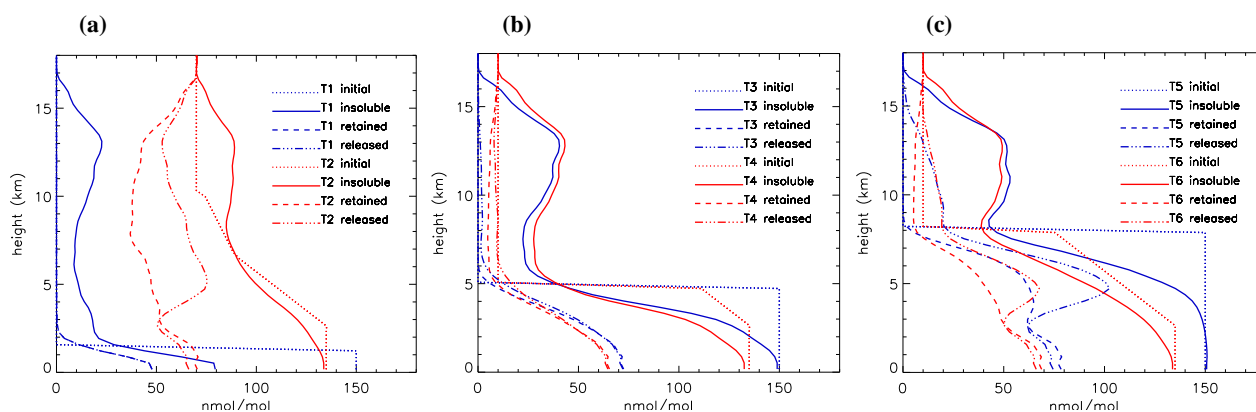 (a)
(b)
(c)
T1 initial
T1 insoluble
T1 retained
T1 released
T2 initial
T2 insoluble
T2 retained
T2 released
height (km)
15
10
5
0
0 50 100 150
nmol/mol
T3 initial
T3 insoluble
T3 retained
T3 released
T4 initial
T4 insoluble
T4 retained
T4 released
height (km)
15
10
5
0
0 50 100 150
nmol/mol
T5 initial
T5 insoluble
T5 retained
T5 released
T6 initial
T6 insoluble
T6 retained
T6 released
height (km)
15
10
5
0
0 50 100 150
nmol/mol